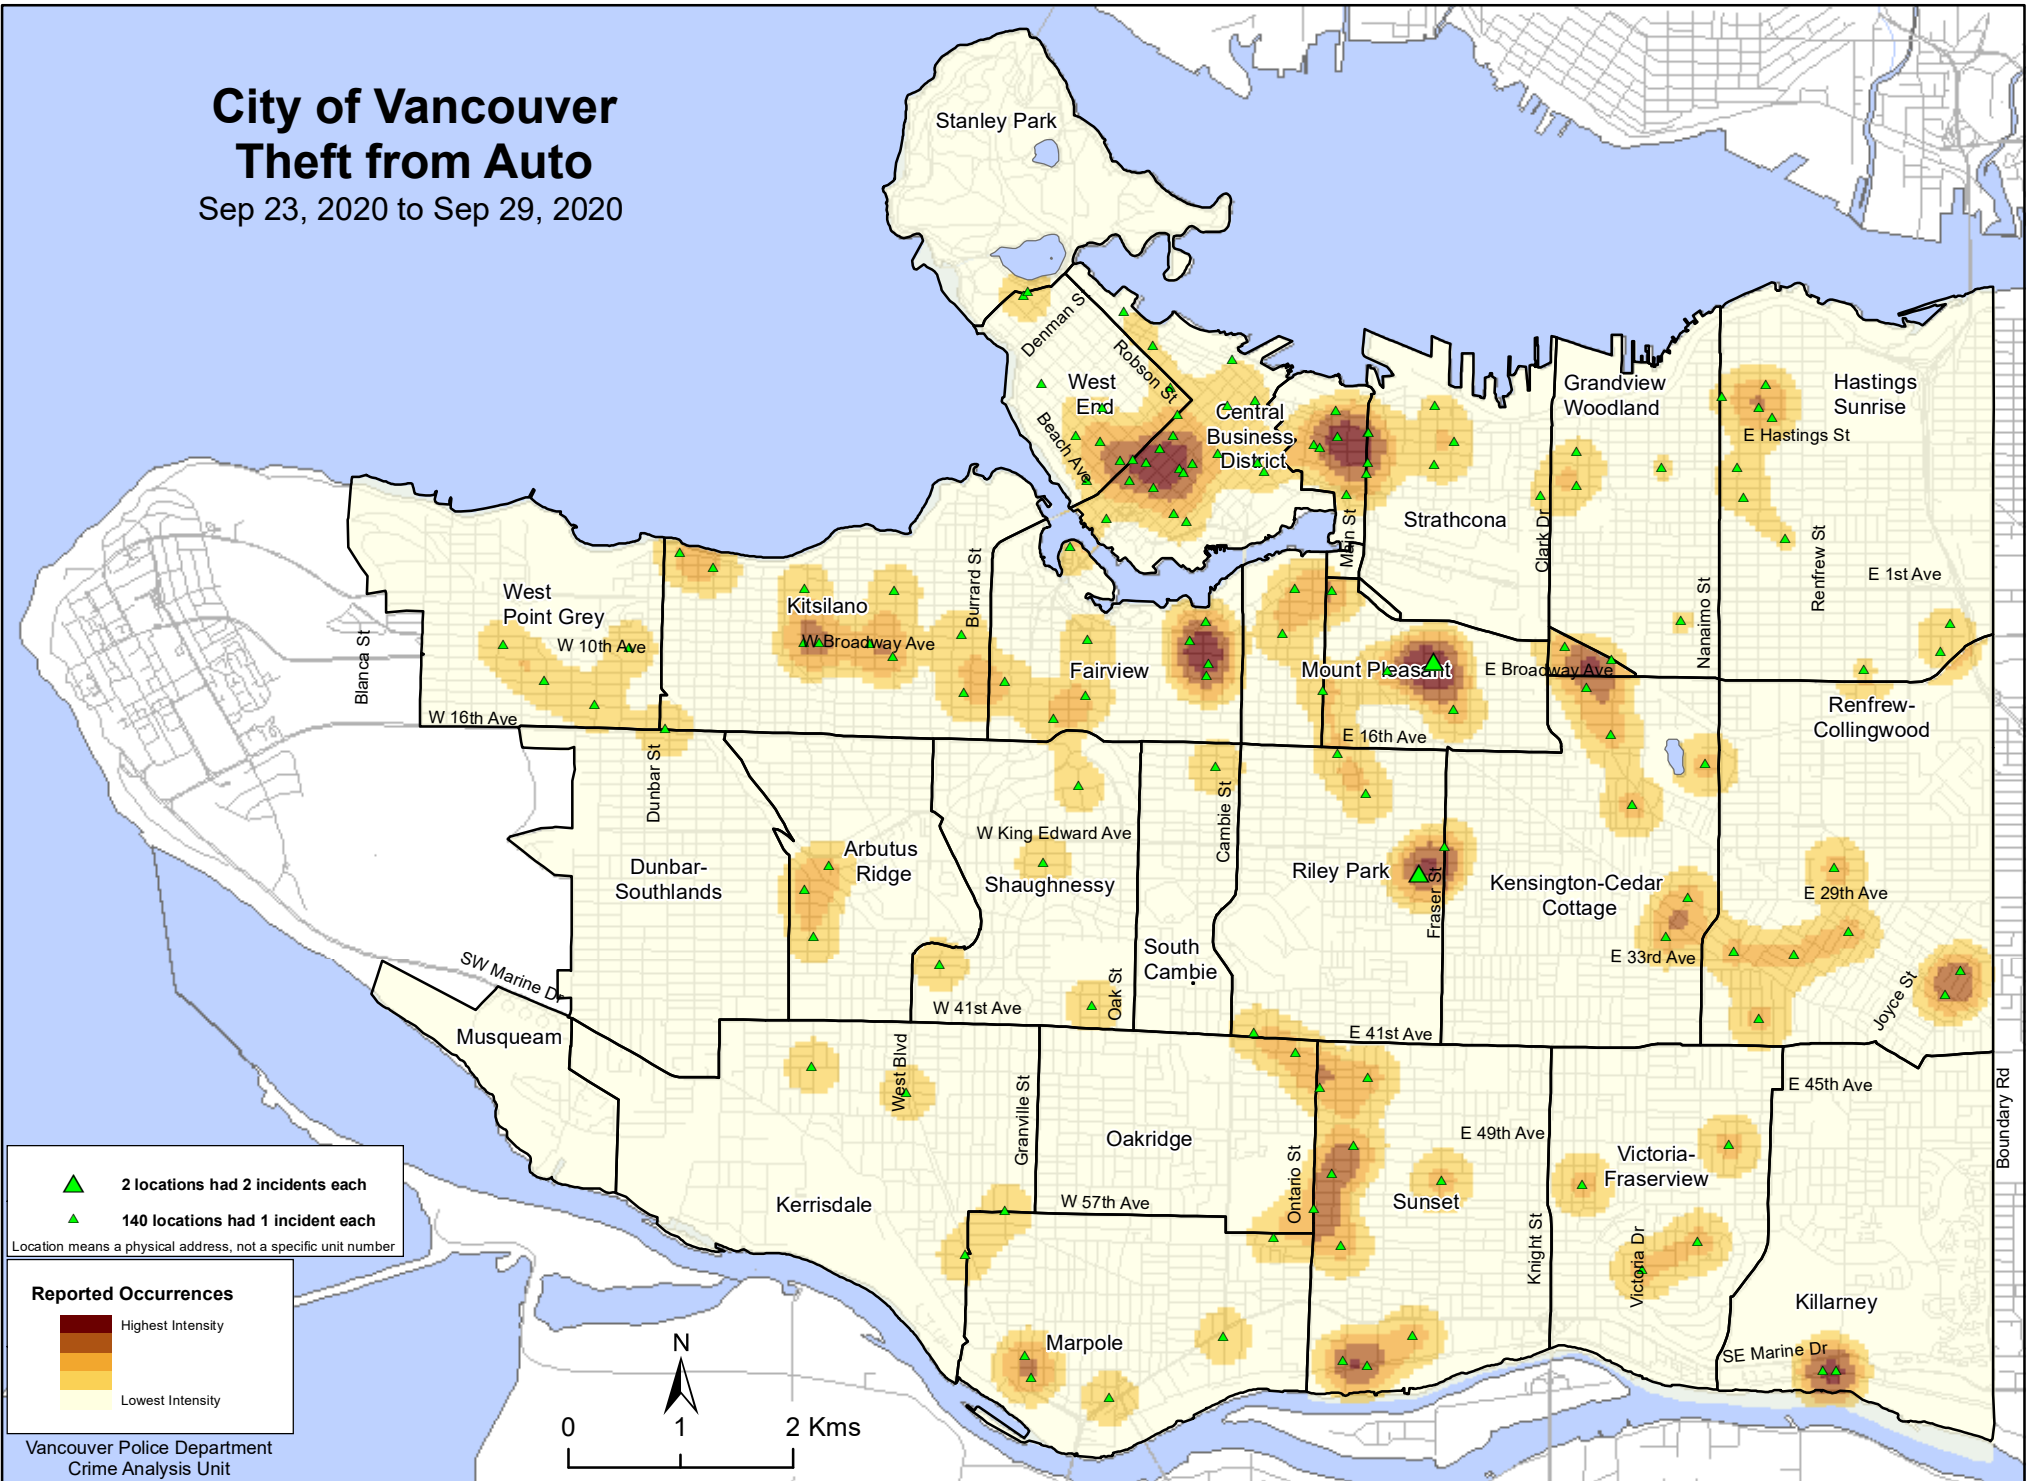 City of Vancouver
Theft from Auto
Sep 23, 2020 to Sep 29, 2020
Stanley Park
Denman St
Robson St
West
End
Beach Ave
Central
Business
District
Grandview
Woodland
Hastings
Sunrise
E Hastings St
Strathcona
Main St
Clark Dr
Nanaimo St
Renfrew St
E 1st Ave
West
Point Grey
W 10th Ave
Blanca St
W 16th Ave
Kitsilano
W Broadway Ave
Burrard St
Fairview
Mount Pleasant
E Broadway Ave
E 16th Ave
Renfrew-
Collingwood
Dunbar St
Dunbar-
Southlands
Arbutus
Ridge
W King Edward Ave
Shaughnessy
Cambie St
Riley Park
Fraser St
Kensington-Cedar
Cottage
E 29th Ave
E 33rd Ave
Joyce St
South
Cambie
Oak St
SW Marine Dr
Musqueam
W 41st Ave
E 41st Ave
West Blvd
Granville St
E 45th Ave
Boundary Rd
Oakridge
E 49th Ave
Victoria-
Fraserview
Kerrisdale
W 57th Ave
Ontario St
Sunset
Knight St
Victoria Dr
Killarney
Marpole
SE Marine Dr
2 locations had 2 incidents each
140 locations had 1 incident each
Location means a physical address, not a specific unit number
Reported Occurrences
Highest Intensity
Lowest Intensity
Vancouver Police Department
Crime Analysis Unit
N
0 1 2 Kms